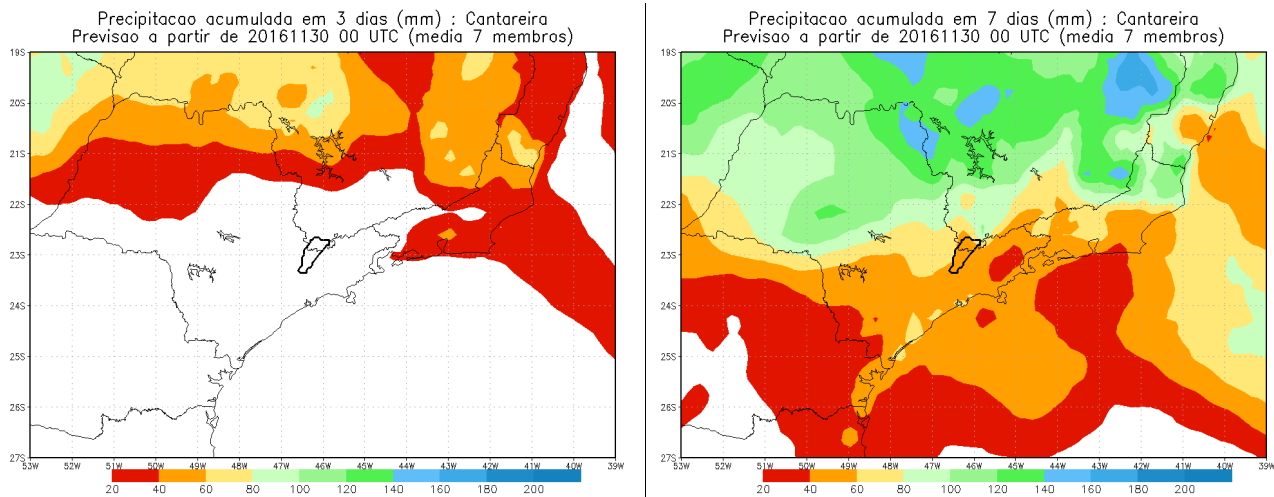 Precipitacao acumulada em 3 dias (mm) : Cantareira
Previsao a partir de 20161130 00 UTC (media 7 membros)
19S
20S
21S
22S
23S
24S
25S
26S
27S
53W 52W 51W 50W 49W 48W 47W 46W 45W 44W 43W 42W 41W 40W 39W
20 40 60 80 100 120 140 160 180 200
Precipitacao acumulada em 7 dias (mm) : Cantareira
Previsao a partir de 20161130 00 UTC (media 7 membros)
19S
20S
21S
22S
23S
24S
25S
26S
27S
53W 52W 51W 50W 49W 48W 47W 46W 45W 44W 43W 42W 41W 40W 39W
20 40 60 80 100 120 140 160 180 200